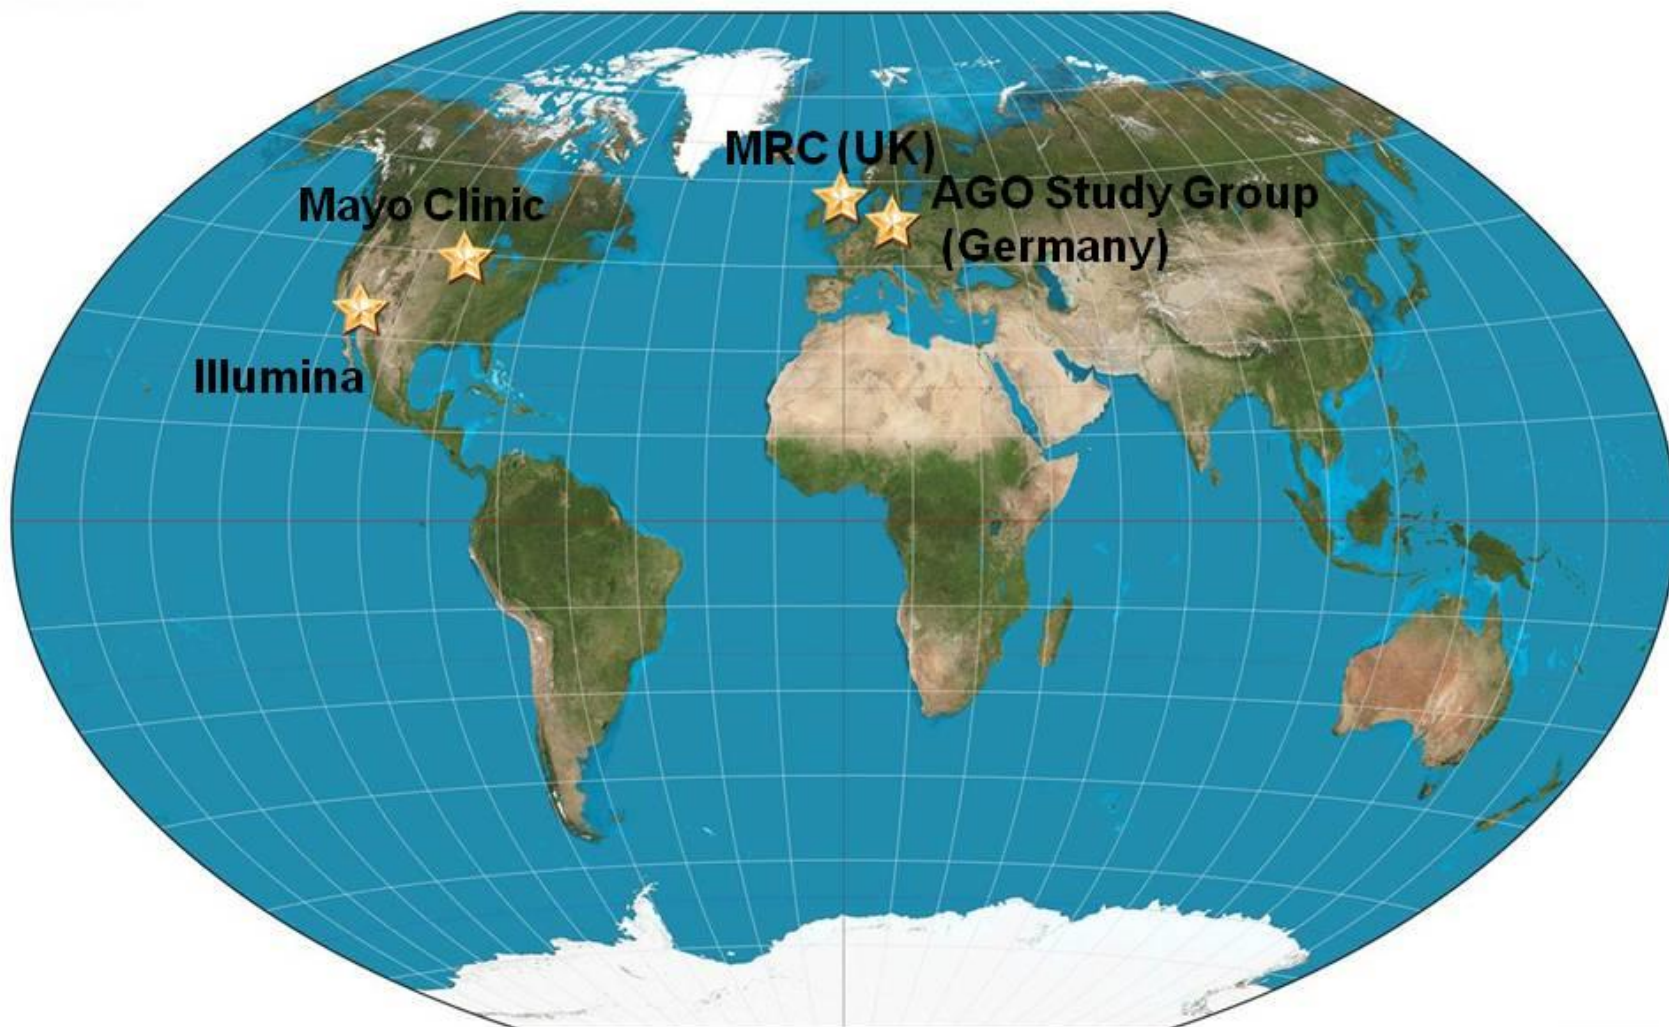 MRC (UK)
Mayo Clinic
AGO Study Group
(Germany)
Illumina